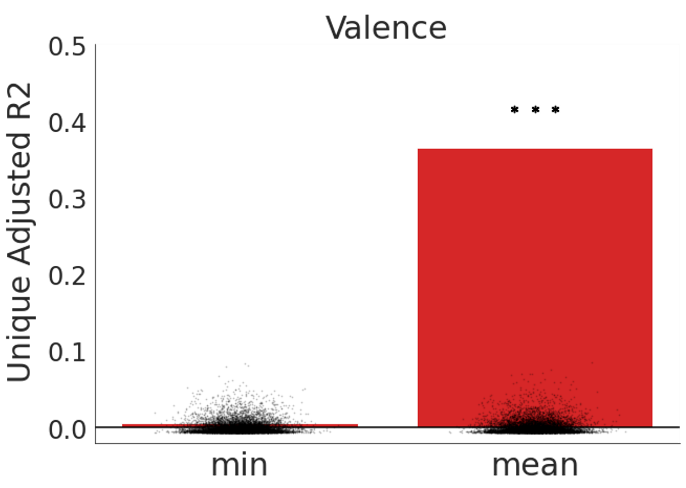 Valence
Unique Adjusted R2
0.5
0.4
0.3
0.2
0.1
0.0
* * *
min
mean